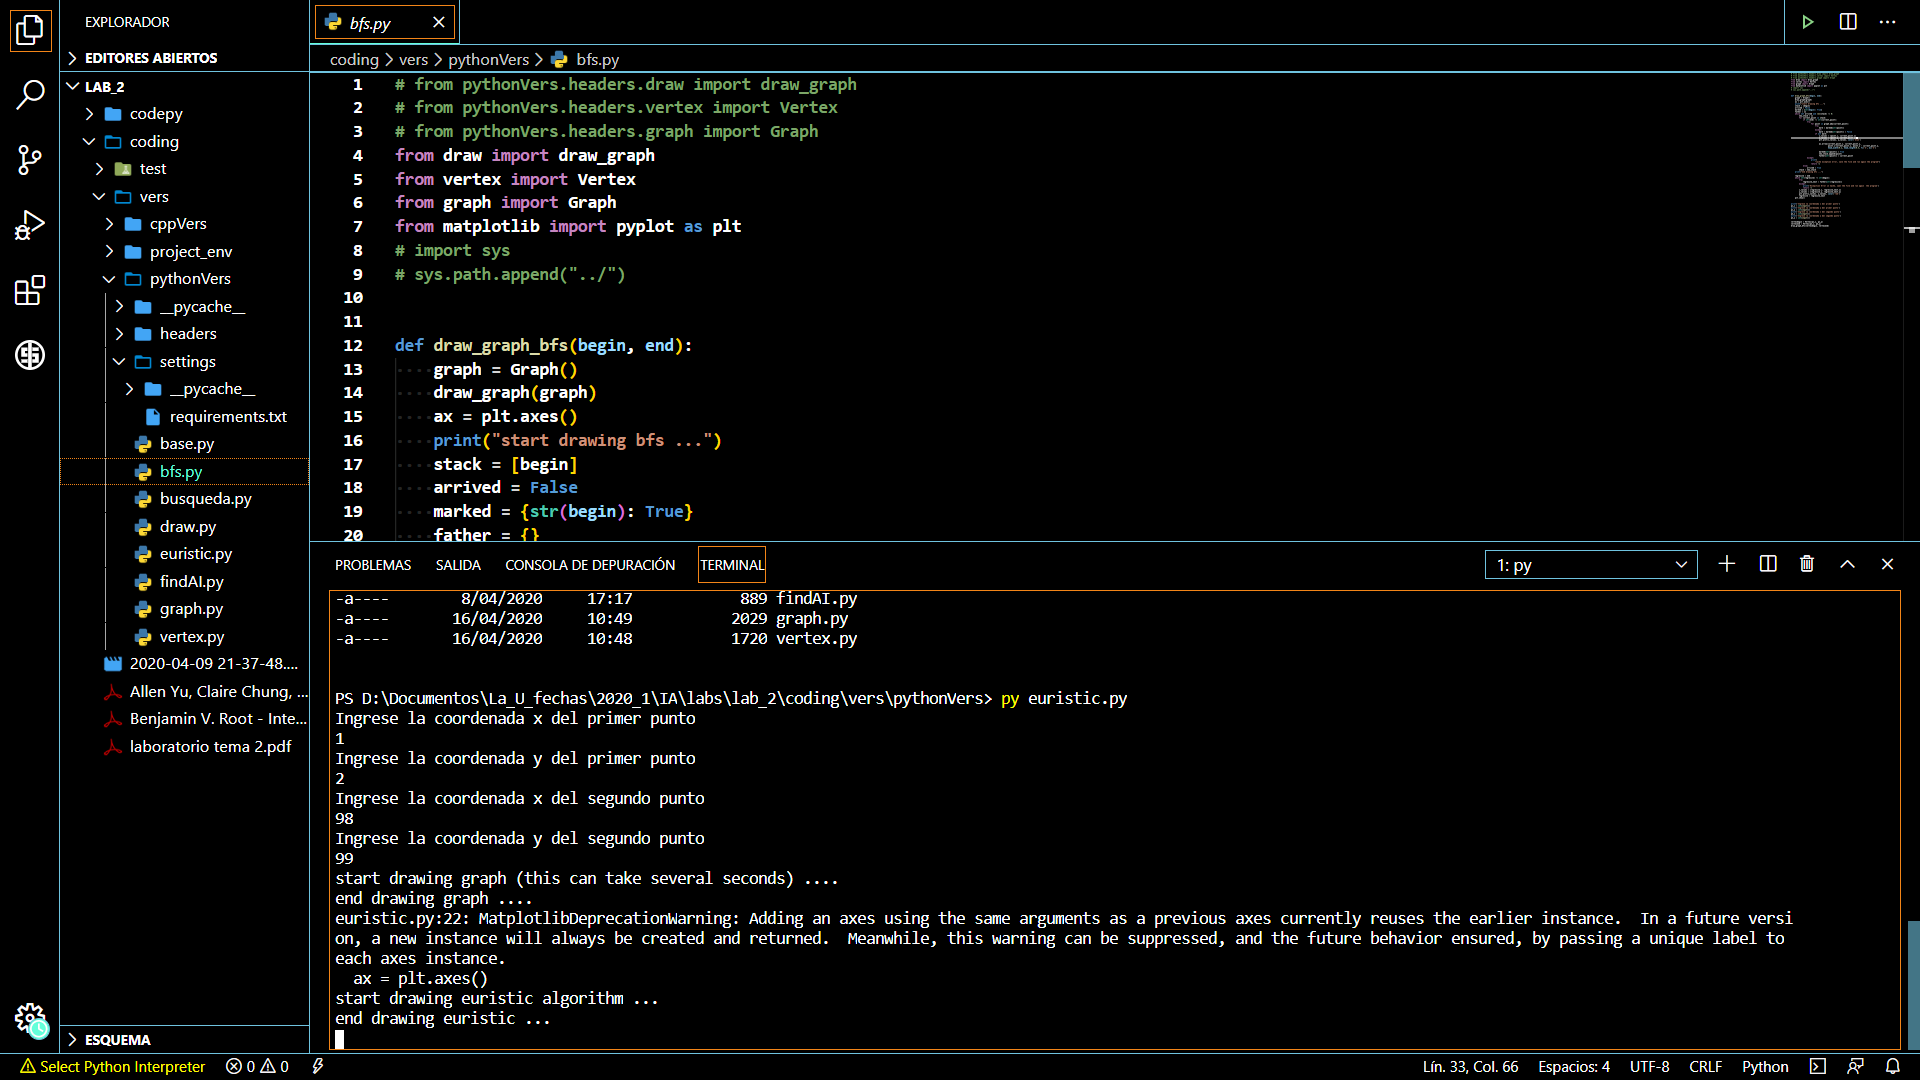 EXPLORADOR
EDITORES ABIERTOS
LAB_2
codepy
coding
test
vers
cppVers
project_env
pythonVers
__pycache__
headers
settings
__pycache__
requirements.txt
base.py
bfs.py
busqueda.py
draw.py
euristic.py
findAI.py
graph.py
vertex.py
2020-04-09 21-37-48....
Allen Yu, Claire Chung, ...
Benjamin V. Root - Inte...
laboratorio tema 2.pdf
ESQUEMA
bfs.py
coding > vers > pythonVers > bfs.py
1 # from pythonVers.headers.draw import draw_graph
2 # from pythonVers.headers.vertex import Vertex
3 # from pythonVers.headers.graph import Graph
4 from draw import draw_graph
5 from vertex import Vertex
6 from graph import Graph
7 from matplotlib import pyplot as plt
8 # import sys
9 # sys.path.append("../")
10
11
12 def draw_graph_bfs(begin, end):
13 graph = Graph()
14 draw_graph(graph)
15 ax = plt.axes()
16 print("start drawing bfs ...")
17 stack = [begin]
18 arrived = False
19 marked = {str(begin): True}
20 father = {}
PROBLEMAS SALIDA CONSOLA DE DEPURACIÓN TERMINAL 1: py
-a---- 8/04/2020 17:17 889 findAI.py
-a---- 16/04/2020 10:49 2029 graph.py
-a---- 16/04/2020 10:48 1720 vertex.py
PS D:\Documentos\La_U_fechas\2020_1\IA\labs\lab_2\coding\vers\pythonVers> py euristic.py
Ingrese la coordenada x del primer punto
1
Ingrese la coordenada y del primer punto
2
Ingrese la coordenada x del segundo punto
98
Ingrese la coordenada y del segundo punto
99
start drawing graph (this can take several seconds) ....
end drawing graph ....
euristic.py:22: MatplotlibDeprecationWarning: Adding an axes using the same arguments as a previous axes currently reuses the earlier instance.  In a future versi
on, a new instance will always be created and returned.  Meanwhile, this warning can be suppressed, and the future behavior ensured, by passing a unique label to
each axes instance.
ax = plt.axes()
start drawing euristic algorithm ...
end drawing euristic ...
Select Python Interpreter 0 0 Lín. 33, Col. 66 Espacios: 4 UTF-8 CRLF Python